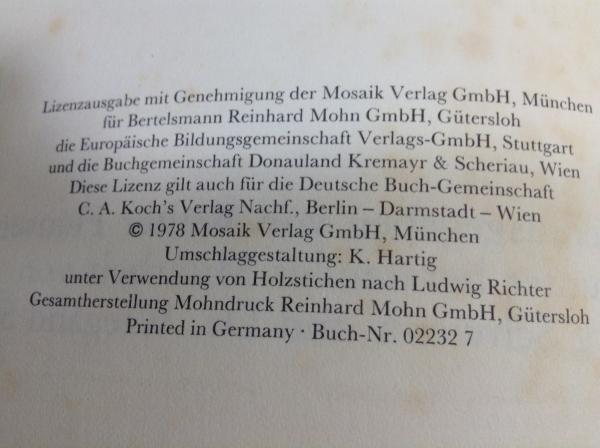 Lizenzausgabe mit Genehmigung der Mosaik Verlag GmbH, München
für Bertelsmann Reinhard Mohn GmbH, Gütersloh
die Europäische Bildungsgemeinschaft Verlags-GmbH, Stuttgart
und die Buchgemeinschaft Donauland Kremayr & Scheriau, Wien
Diese Lizenz gilt auch für die Deutsche Buch-Gemeinschaft
C. A. Koch's Verlag Nachf., Berlin – Darmstadt – Wien
© 1978 Mosaik Verlag GmbH, München
Umschlaggestaltung: K. Hartig
unter Verwendung von Holzstichen nach Ludwig Richter
Gesamtherstellung Mohndruck Reinhard Mohn GmbH, Gütersloh
Printed in Germany · Buch-Nr. 02232 7